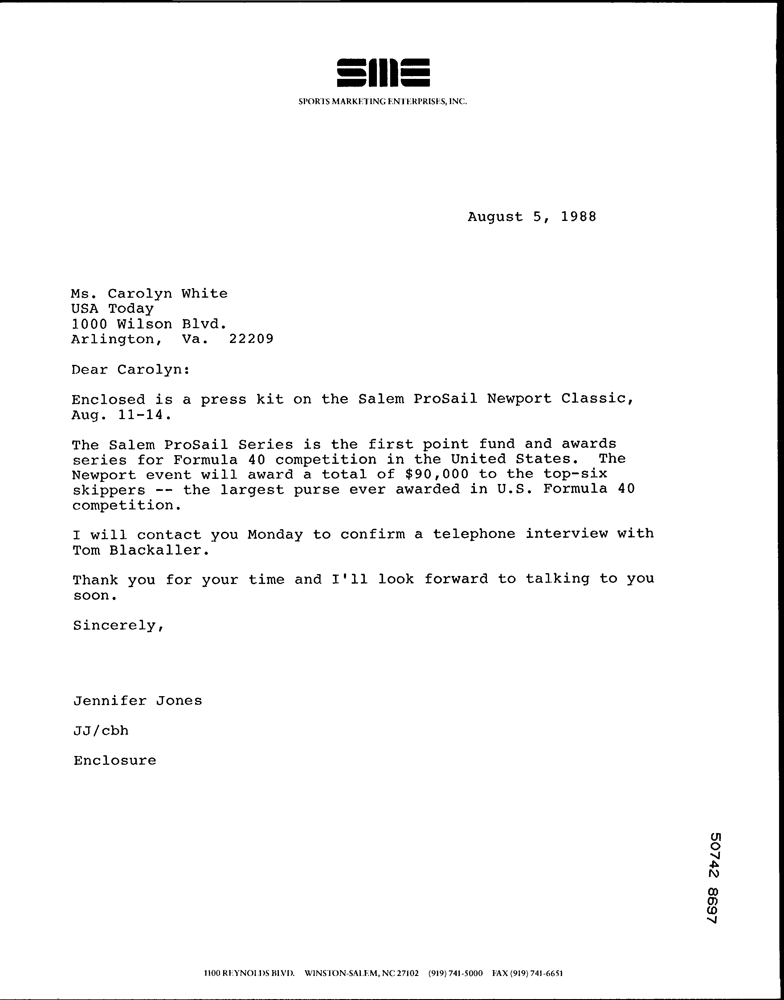 SME
SPORTS MARKETING ENTERPRISES, INC.
August 5, 1988
Ms. Carolyn White
USA Today
1000 Wilson Blvd.
Arlington, Va. 22209
Dear Carolyn:
Enclosed is a press kit on the Salem ProSail Newport Classic,
Aug. 11-14.
The Salem ProSail Series is the first point fund and awards
series for Formula 40 competition in the United States. The
Newport event will award a total of $90,000 to the top-six
skippers -- the largest purse ever awarded in U.S. Formula 40
competition.
I will contact you Monday to confirm a telephone interview with
Tom Blackaller.
Thank you for your time and I'll look forward to talking to you
soon.
Sincerely,
Jennifer Jones
JJ/cbh
Enclosure
50742 8697
1100 REYNOLDS BLVD. WINSTON-SALEM, NC 27102 (919) 741-5000 FAX (919) 741-6651